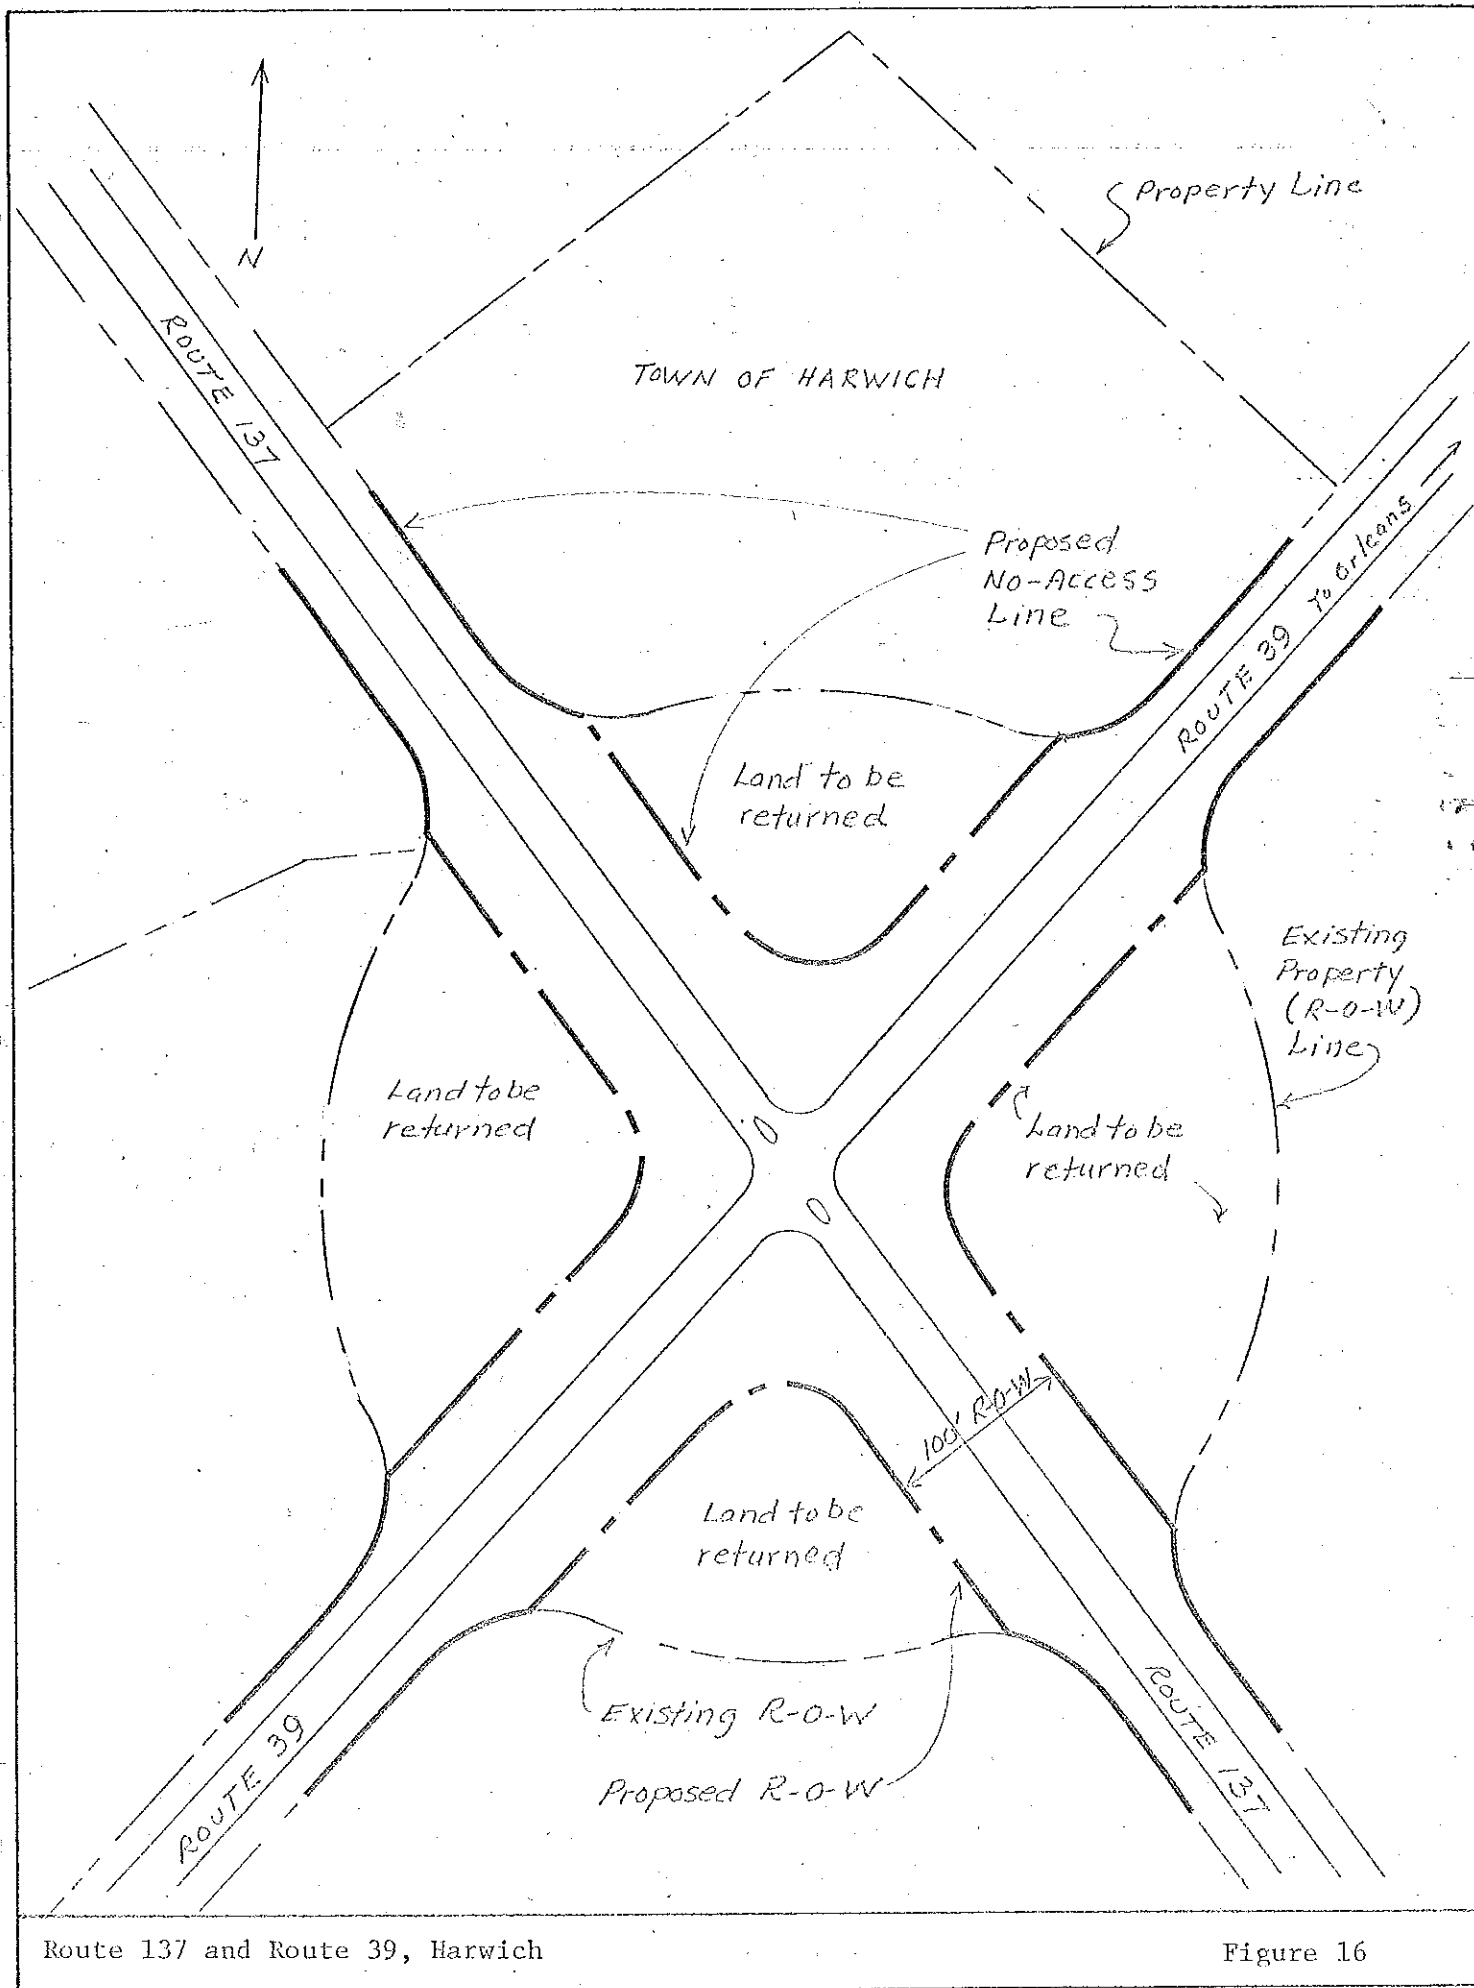 N
Property Line
ROUTE 137
TOWN OF HARWICH
Proposed
No-Access
Line
ROUTE 39 To Orleans
Land to be
returned
Existing
Property
(R-O-W)
Line
Land to be
returned
Land to be
returned
100' R-O-W
Land to be
returned
Existing R-O-W
Proposed R-O-W
ROUTE 39
ROUTE 137
Route 137 and Route 39, Harwich
Figure 16